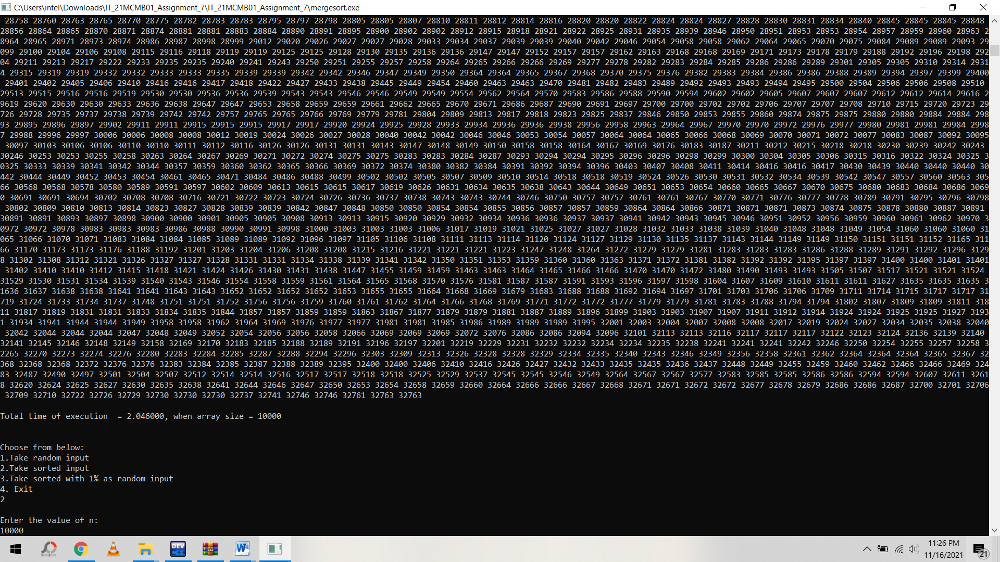 C:\Users\intel\Downloads\IT_21MCMB01_Assignment_7\IT_21MCMB01_Assignment_7\mergesort.exe
28758 28760 28763 28765 28770 28775 28782 28783 28783 28795 28797 28798 28805 28805 28807 28810 28811 28812 28814 28816 28820 28820 28822 28824 28824 28827 28828 28830 28831 28834 28840 28845 28845 28845 28848
28856 28864 28865 28870 28871 28874 28881 28881 28883 28884 28890 28891 28895 28900 28902 28902 28912 28915 28918 28921 28922 28925 28931 28935 28939 28946 28950 28951 28953 28953 28954 28957 28959 28960 28963 2
8964 28965 28971 28973 28974 28986 28987 28998 28999 29012 29020 29026 29027 29027 29028 29033 29034 29037 29039 29039 29040 29042 29046 29054 29058 29058 29062 29064 29065 29070 29075 29084 29089 29089 29093 29
099 29100 29104 29106 29108 29115 29116 29118 29119 29119 29125 29125 29128 29130 29135 29136 29136 29147 29147 29152 29157 29157 29162 29163 29168 29168 29169 29171 29173 29178 29179 29188 29192 29196 29198 292
04 29211 29213 29217 29222 29233 29235 29235 29240 29241 29243 29250 29251 29255 29257 29258 29264 29265 29266 29266 29269 29277 29278 29282 29283 29284 29285 29286 29286 29289 29301 29305 29305 29310 29314 2931
4 29315 29319 29319 29332 29332 29333 29333 29335 29339 29339 29342 29342 29346 29347 29349 29350 29364 29364 29365 29367 29368 29370 29375 29376 29382 29383 29384 29386 29386 29388 29389 29394 29397 29399 29400
29401 29402 29405 29406 29410 29416 29416 29417 29418 29422 29427 29433 29438 29445 29449 29454 29460 29463 29463 29470 29481 29482 29483 29489 29492 29493 29493 29494 29495 29500 29504 29506 29506 29508 29510
29513 29515 29516 29516 29519 29530 29530 29536 29536 29539 29543 29543 29546 29546 29549 29549 29554 29562 29564 29570 29583 29586 29588 29590 29594 29602 29602 29605 29607 29607 29607 29612 29612 29614 29616 2
9619 29620 29630 29630 29633 29636 29638 29647 29647 29653 29658 29659 29659 29661 29662 29665 29670 29671 29686 29687 29690 29691 29697 29700 29700 29702 29702 29706 29707 29707 29708 29710 29715 29720 29723 29
726 29728 29735 29737 29738 29739 29742 29742 29757 29765 29765 29766 29769 29779 29781 29804 29809 29813 29817 29818 29823 29825 29837 29846 29850 29853 29855 29860 29874 29875 29875 29880 29880 29884 29884 298
93 29895 29896 29897 29902 29911 29911 29915 29915 29915 29917 29917 29920 29924 29925 29928 29933 29934 29936 29936 29938 29956 29958 29963 29964 29967 29970 29970 29972 29976 29977 29980 29981 29981 29984 2998
7 29988 29996 29997 30006 30006 30008 30008 30012 30019 30024 30026 30027 30028 30040 30042 30042 30046 30046 30053 30054 30057 30064 30064 30065 30066 30068 30069 30070 30071 30072 30077 30083 30087 30092 30095
30097 30103 30106 30106 30110 30110 30111 30112 30116 30126 30126 30131 30131 30143 30147 30148 30149 30150 30158 30158 30164 30167 30169 30176 30183 30187 30211 30212 30215 30218 30218 30230 30239 30242 30243
30246 30253 30253 30255 30258 30263 30264 30267 30269 30271 30272 30274 30275 30275 30283 30283 30284 30287 30293 30294 30294 30295 30296 30296 30298 30299 30300 30304 30305 30306 30315 30316 30322 30324 30325 3
0325 30333 30339 30341 30342 30344 30357 30359 30360 30362 30365 30366 30369 30372 30374 30380 30382 30384 30391 30392 30394 30396 30403 30407 30408 30411 30414 30416 30416 30417 30430 30439 30440 30440 30440 30
442 30444 30449 30452 30453 30454 30461 30465 30471 30484 30486 30488 30499 30502 30502 30505 30507 30509 30510 30514 30518 30518 30519 30524 30526 30530 30531 30532 30534 30539 30542 30547 30557 30560 30563 305
66 30568 30568 30578 30580 30589 30591 30597 30602 30609 30613 30615 30615 30617 30619 30626 30631 30634 30635 30638 30643 30644 30649 30651 30653 30654 30660 30665 30667 30670 30675 30680 30683 30684 30686 3069
0 30691 30691 30694 30702 30708 30708 30716 30721 30722 30723 30724 30726 30736 30737 30738 30743 30743 30744 30746 30750 30757 30757 30761 30761 30767 30770 30771 30776 30777 30778 30789 30791 30795 30796 30798
30802 30809 30810 30813 30814 30823 30827 30828 30839 30839 30842 30847 30848 30850 30850 30854 30854 30855 30856 30857 30857 30859 30864 30864 30866 30871 30871 30871 30873 30874 30875 30878 30880 30887 30891
30891 30891 30893 30897 30898 30900 30900 30901 30905 30905 30908 30913 30913 30915 30920 30929 30932 30934 30936 30936 30937 30937 30941 30942 30943 30945 30946 30951 30952 30956 30959 30960 30961 30962 30970 3
0972 30972 30978 30983 30983 30983 30986 30988 30990 30991 30998 31000 31003 31003 31003 31006 31017 31019 31021 31025 31027 31027 31028 31032 31033 31038 31039 31040 31048 31048 31049 31054 31060 31060 31060 31
065 31066 31070 31071 31083 31084 31084 31085 31089 31089 31092 31096 31097 31105 31106 31108 31111 31113 31114 31120 31124 31127 31129 31130 31135 31137 31143 31144 31149 31149 31150 31151 31151 31152 31165 311
66 31170 31173 31173 31176 31188 31192 31201 31203 31204 31206 31208 31208 31215 31216 31221 31221 31221 31223 31247 31248 31264 31272 31279 31279 31281 31283 31283 31283 31286 31288 31289 31291 31292 31296 3129
8 31302 31308 31312 31321 31326 31327 31327 31328 31331 31331 31334 31338 31339 31341 31342 31350 31351 31353 31359 31360 31360 31363 31371 31372 31381 31382 31392 31392 31395 31397 31397 31400 31400 31401 31401
31402 31410 31410 31412 31415 31418 31421 31424 31426 31430 31431 31438 31447 31455 31459 31459 31463 31463 31464 31465 31466 31466 31470 31470 31472 31480 31490 31493 31493 31505 31507 31517 31521 31521 31524
31529 31530 31531 31534 31539 31540 31543 31546 31554 31558 31559 31561 31564 31565 31568 31570 31576 31581 31587 31587 31591 31593 31596 31597 31598 31604 31607 31609 31610 31611 31611 31627 31635 31635 31635 3
1636 31637 31638 31638 31641 31641 31643 31643 31652 31652 31652 31652 31653 31655 31655 31664 31668 31669 31679 31683 31688 31688 31692 31694 31697 31701 31703 31706 31706 31709 31711 31714 31715 31717 31717 31
719 31724 31733 31734 31737 31748 31751 31751 31752 31756 31756 31759 31760 31761 31762 31764 31766 31768 31769 31771 31772 31772 31777 31779 31779 31781 31783 31788 31794 31794 31802 31807 31809 31809 31811 318
11 31817 31819 31831 31831 31833 31834 31835 31844 31857 31857 31859 31859 31863 31867 31877 31879 31879 31881 31887 31889 31896 31899 31903 31903 31907 31907 31911 31912 31914 31924 31924 31925 31925 31927 3193
1 31934 31941 31944 31944 31949 31958 31958 31962 31964 31969 31976 31977 31977 31981 31981 31985 31986 31989 31989 31989 31995 32001 32003 32004 32007 32008 32008 32017 32019 32024 32027 32034 32035 32038 32040
32042 32044 32044 32044 32047 32048 32049 32052 32054 32056 32056 32058 32066 32069 32069 32069 32072 32076 32086 32086 32094 32096 32101 32113 32113 32116 32117 32117 32117 32122 32123 32124 32136 32139 32140
32141 32145 32146 32148 32149 32158 32169 32170 32183 32185 32188 32189 32191 32196 32197 32201 32219 32229 32231 32232 32232 32234 32234 32235 32238 32241 32241 32241 32242 32246 32250 32254 32255 32257 32258 3
2265 32270 32273 32274 32276 32280 32283 32284 32285 32287 32288 32294 32296 32303 32309 32313 32326 32328 32328 32329 32334 32335 32340 32343 32346 32349 32356 32358 32361 32362 32364 32364 32364 32365 32367 32
368 32368 32368 32372 32376 32376 32383 32384 32385 32387 32388 32389 32395 32400 32400 32406 32410 32416 32426 32427 32432 32433 32435 32435 32436 32437 32448 32449 32455 32459 32460 32462 32466 32466 32469 324
83 32487 32490 32497 32501 32504 32507 32512 32514 32514 32516 32517 32517 32518 32518 32525 32529 32537 32545 32545 32546 32549 32564 32567 32567 32577 32583 32585 32585 32586 32586 32594 32594 32607 32611 3261
8 32620 32624 32625 32627 32630 32635 32638 32641 32644 32646 32647 32650 32653 32654 32658 32659 32660 32664 32666 32666 32667 32668 32671 32671 32672 32672 32677 32678 32679 32686 32686 32687 32700 32701 32706
32709 32710 32722 32726 32729 32730 32730 32730 32737 32741 32746 32746 32761 32763 32763
Total time of execution  = 2.046000, when array size = 10000
Choose from below:
1.Take random input
2.Take sorted input
3.Take sorted with 1% as random input
4. Exit
2
Enter the value of n:
10000
PHOTOSCAPE
DEV
C++
W
11:26 PM
11/16/2021
21